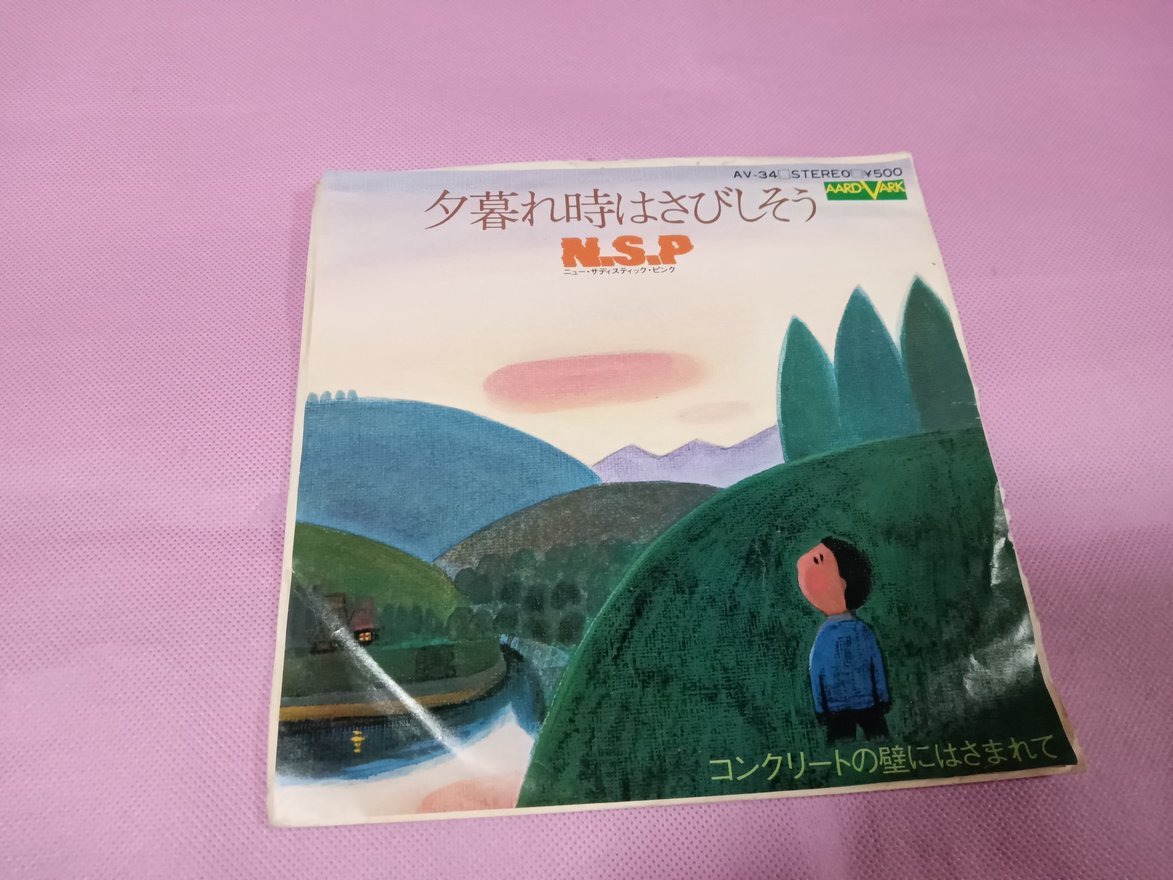 AV-34□STEREO□¥500
AARDVARK
夕暮れ時はさびしそう
N.S.P
ニュー・サディスティック・ピンク
コンクリートの壁にはさまれて